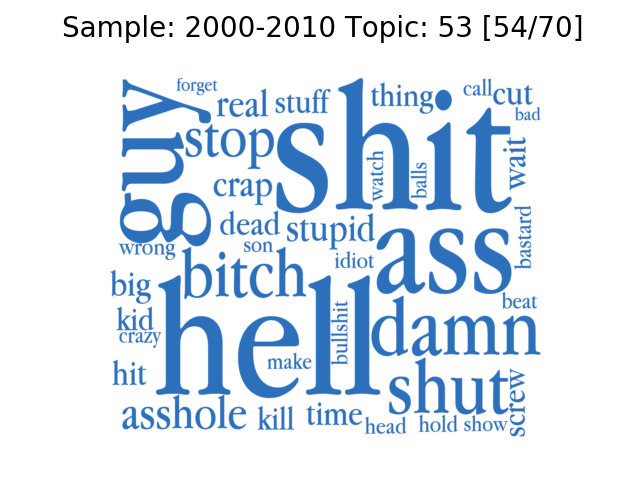 Sample: 2000-2010 Topic: 53 [54/70]
forget
guy
real stuff
thing
call
cut
bad
stop
shit
watch
balls
wait
crap
dead
stupid
wrong
son
idiot
ass
bastard
big
bitch
beat
kid
crazy
hell
bullshit
damn
make
hit
shut
screw
asshole
kill
time
head
hold
show